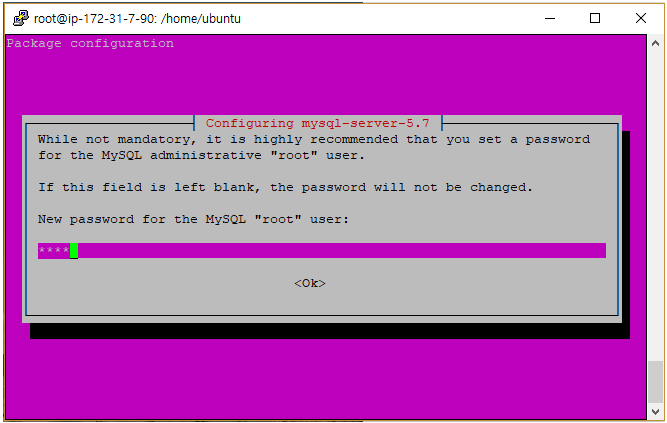 root@ip-172-31-7-90: /home/ubuntu
Package configuration
Configuring mysql-server-5.7
While not mandatory, it is highly recommended that you set a password
for the MySQL administrative "root" user.
If this field is left blank, the password will not be changed.
New password for the MySQL "root" user:
****
<Ok>